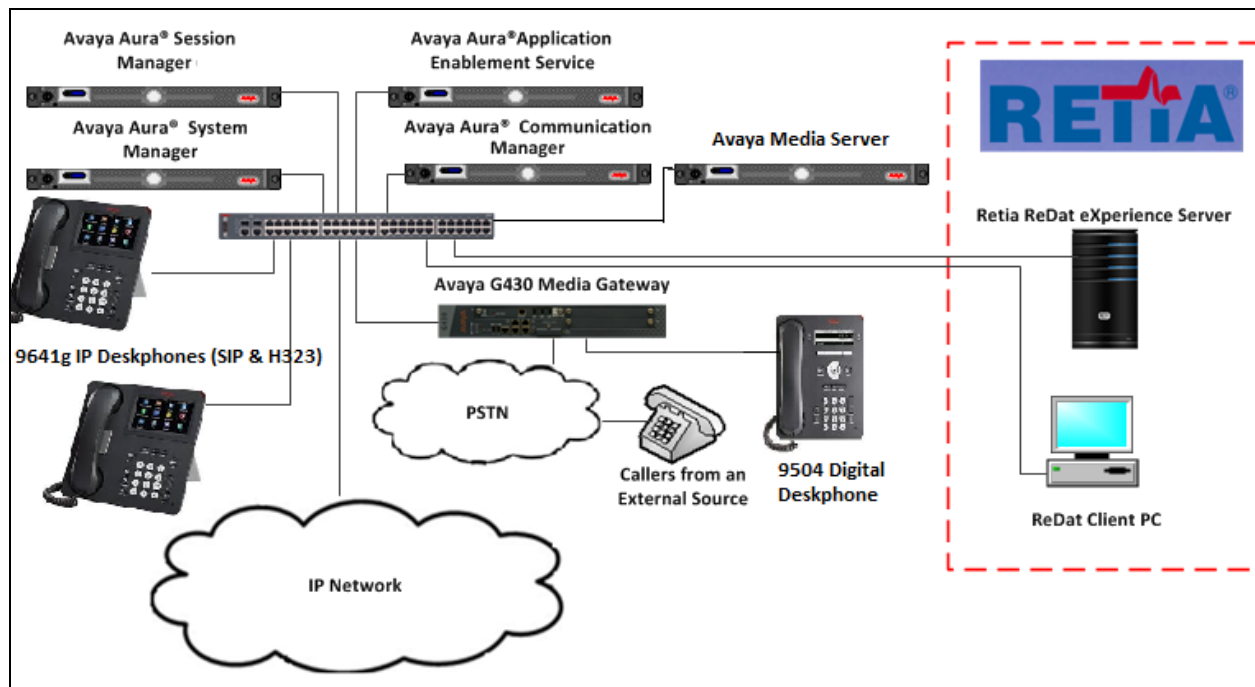 Avaya Aura® Session
Manager
Avaya Aura®Application
Enablement Service
Avaya Aura® System
Manager
Avaya Aura® Communication
Manager
Avaya Media Server
RETIA®
Retia ReDat eXperience Server
Avaya G430 Media Gateway
9641g IP Deskphones (SIP & H323)
PSTN
Callers from an
External Source
9504 Digital
Deskphone
ReDat Client PC
IP Network